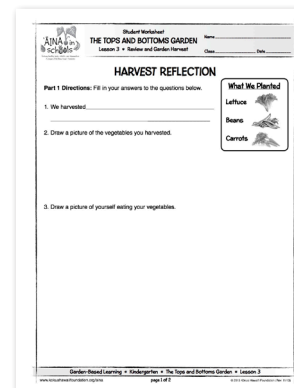 'AINA in schools
Student Worksheet
THE TOPS AND BOTTOMS GARDEN
Lesson 3 • Review and Garden Harvest
Name
Class Date
HARVEST REFLECTION
Part 1 Directions: Fill in your answers to the questions below.
1. We harvested
2. Draw a picture of the vegetables you harvested.
What We Planted
Lettuce
Beans
Carrots
3. Draw a picture of yourself eating your vegetables.
Garden-Based Learning • Kindergarten • The Tops and Bottoms Garden • Lesson 3
page 1 of 2